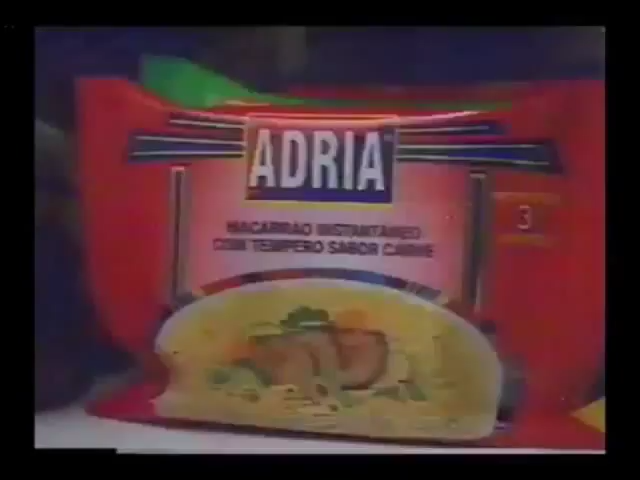 ADRIA
MACARRÃO INSTANTÂNEO
COM TEMPERO SABOR CARNE
3